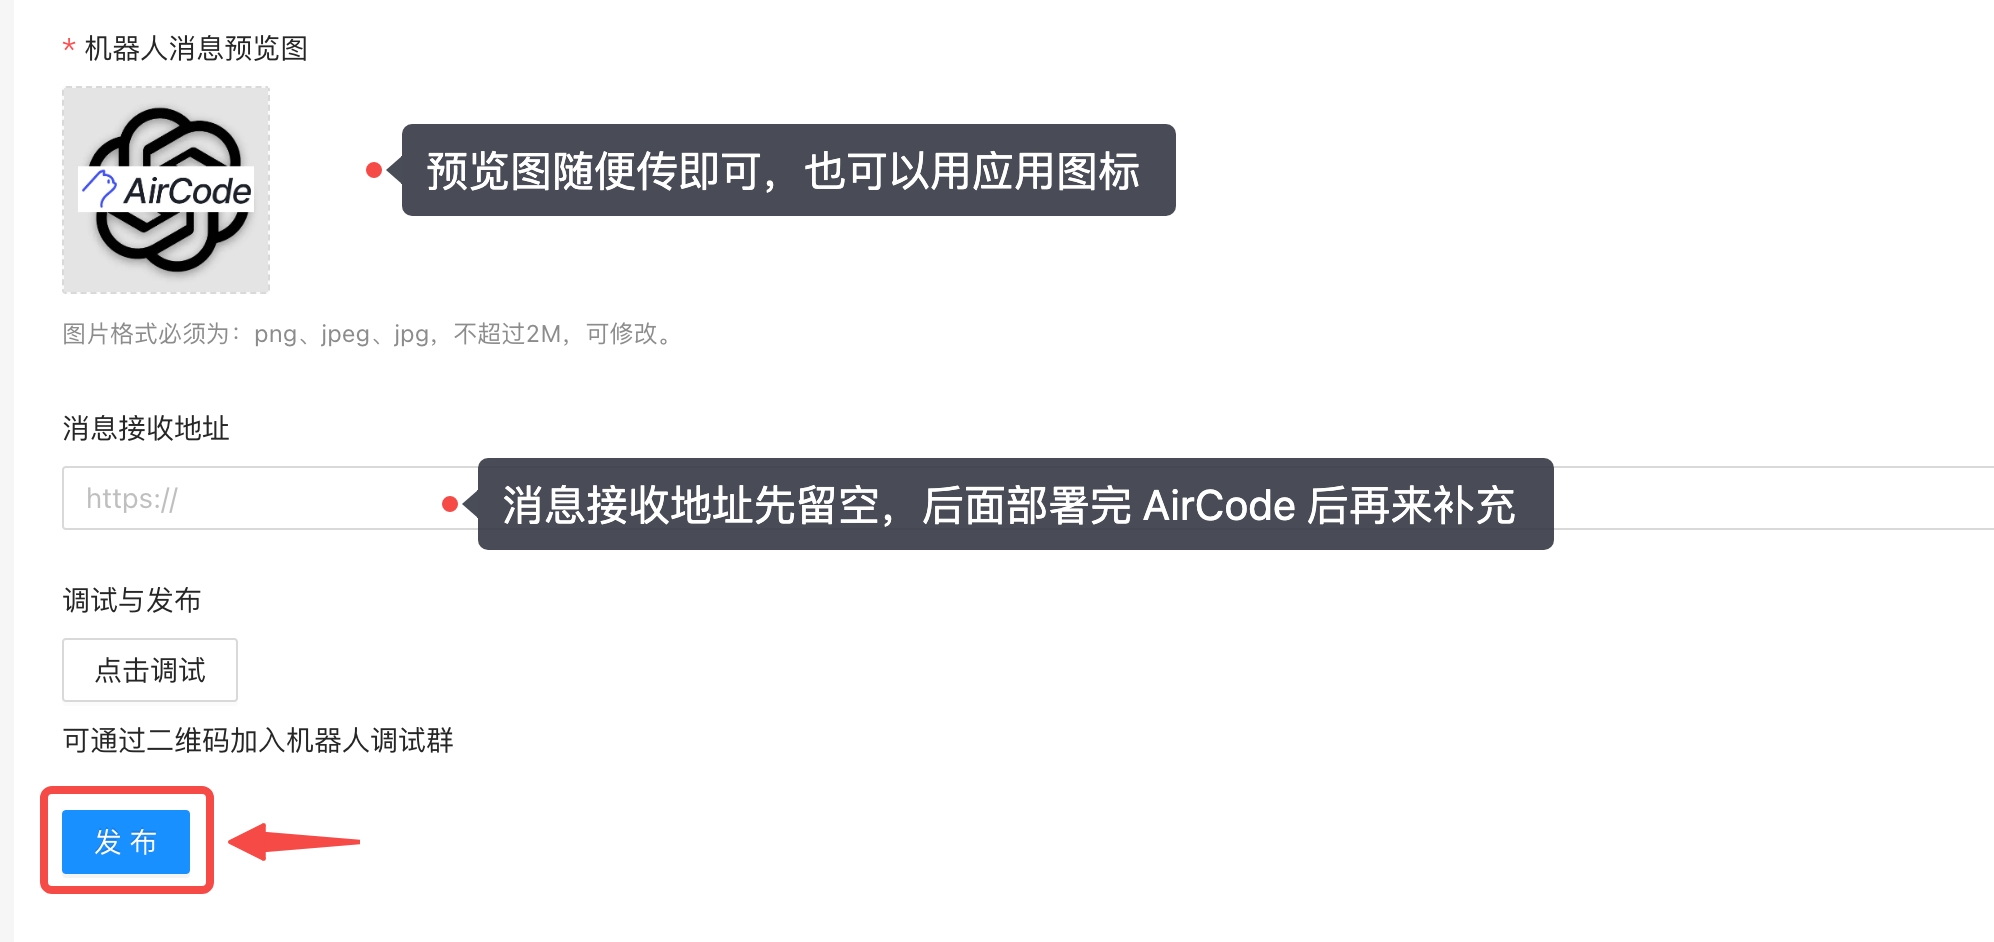 * 机器人消息预览图
AirCode
预览图随便传即可，也可以用应用图标
图片格式必须为：png、jpeg、jpg，不超过2M，可修改。
消息接收地址
https://
消息接收地址先留空，后面部署完 AirCode 后再来补充
调试与发布
点击调试
可通过二维码加入机器人调试群
发 布